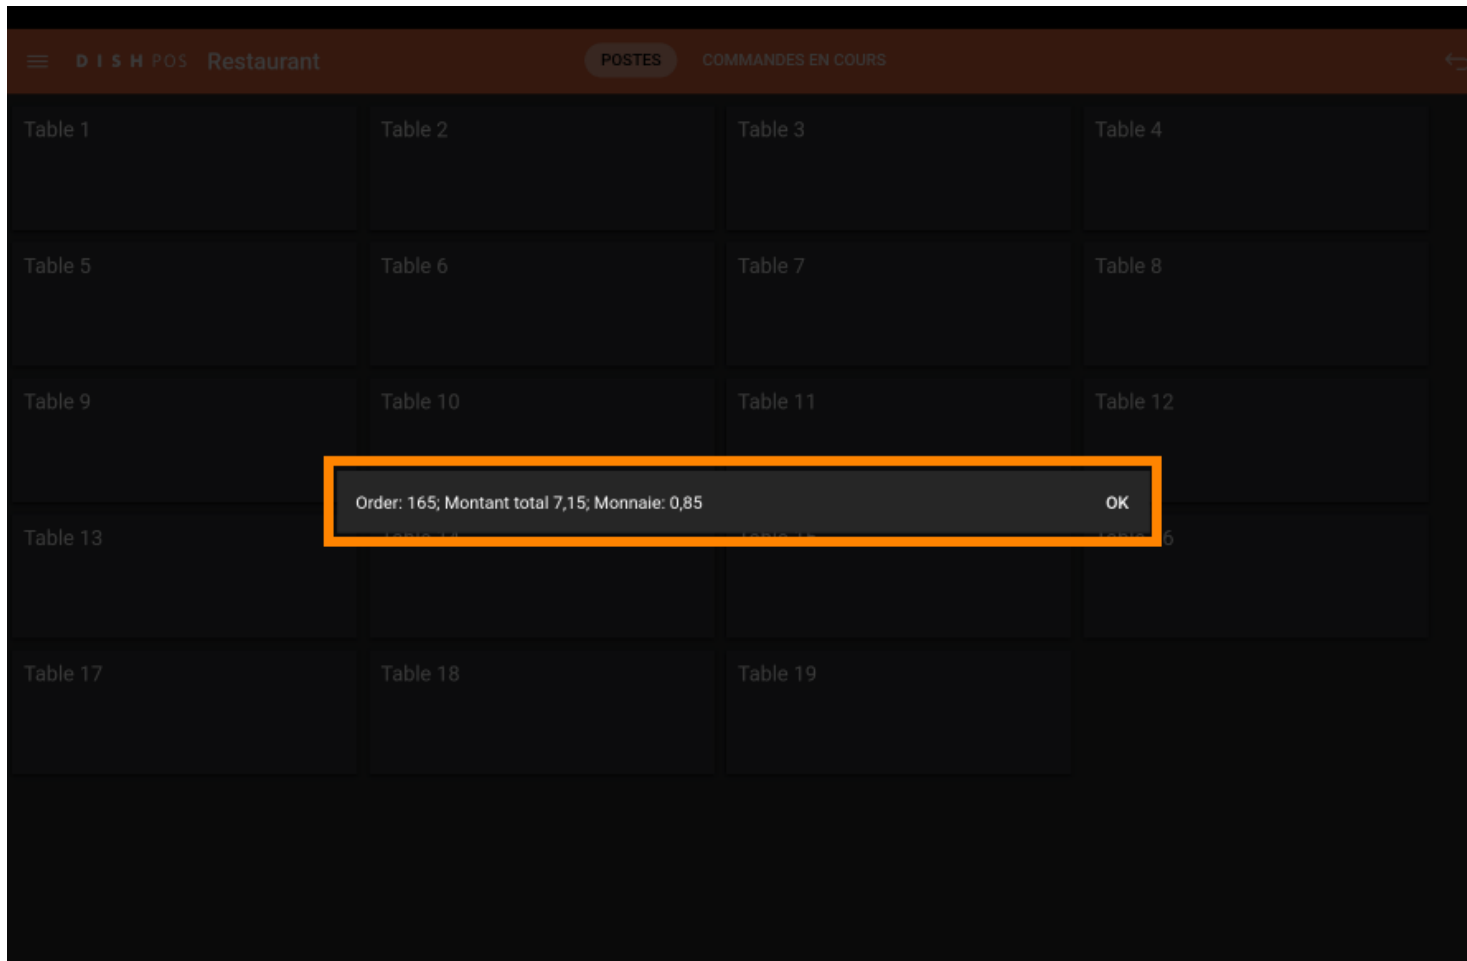 DISH POS Restaurant POSTES COMMANDES EN COURS
Table 1 Table 2 Table 3 Table 4
Table 5 Table 6 Table 7 Table 8
Table 9 Table 10 Table 11 Table 12
Order: 165; Montant total 7,15; Monnaie: 0,85 OK
Table 13
Table 17 Table 18 Table 19